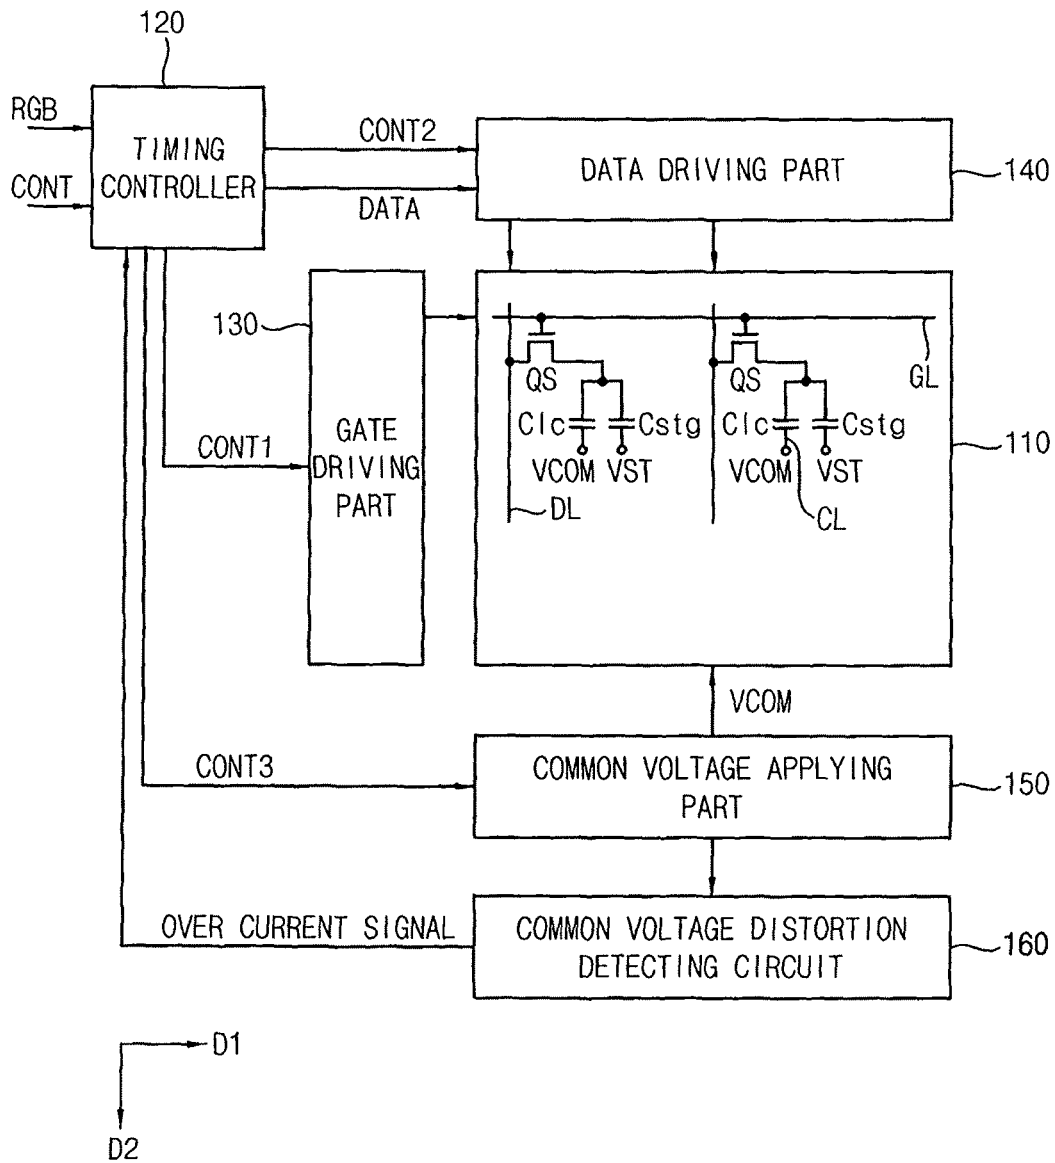 120
RGB
CONT
TIMING
CONTROLLER
CONT2
DATA
DATA DRIVING PART
140
130
GATE
DRIVING
PART
CONT1
QS
QS
GL
Clc
Cstg
Clc
Cstg
110
VCOM
VST
VCOM
VST
DL
CL
VCOM
CONT3
COMMON VOLTAGE APPLYING
PART
150
OVER CURRENT SIGNAL
COMMON VOLTAGE DISTORTION
DETECTING CIRCUIT
160
D1
D2